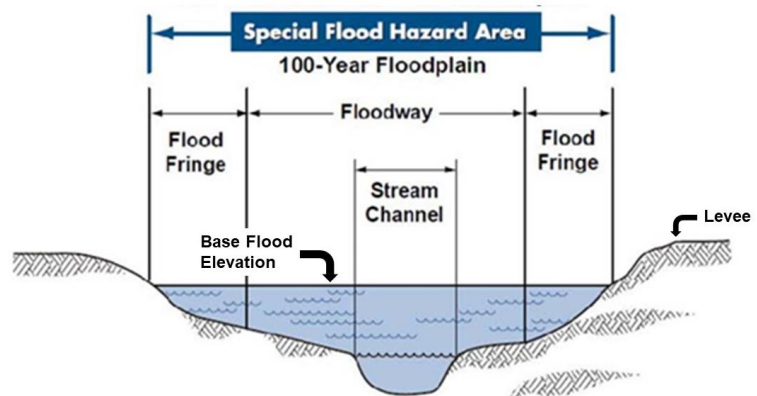 Special Flood Hazard Area
100-Year Floodplain
Floodway
Flood
Fringe
Flood
Fringe
Stream
Channel
Levee
Base Flood
Elevation